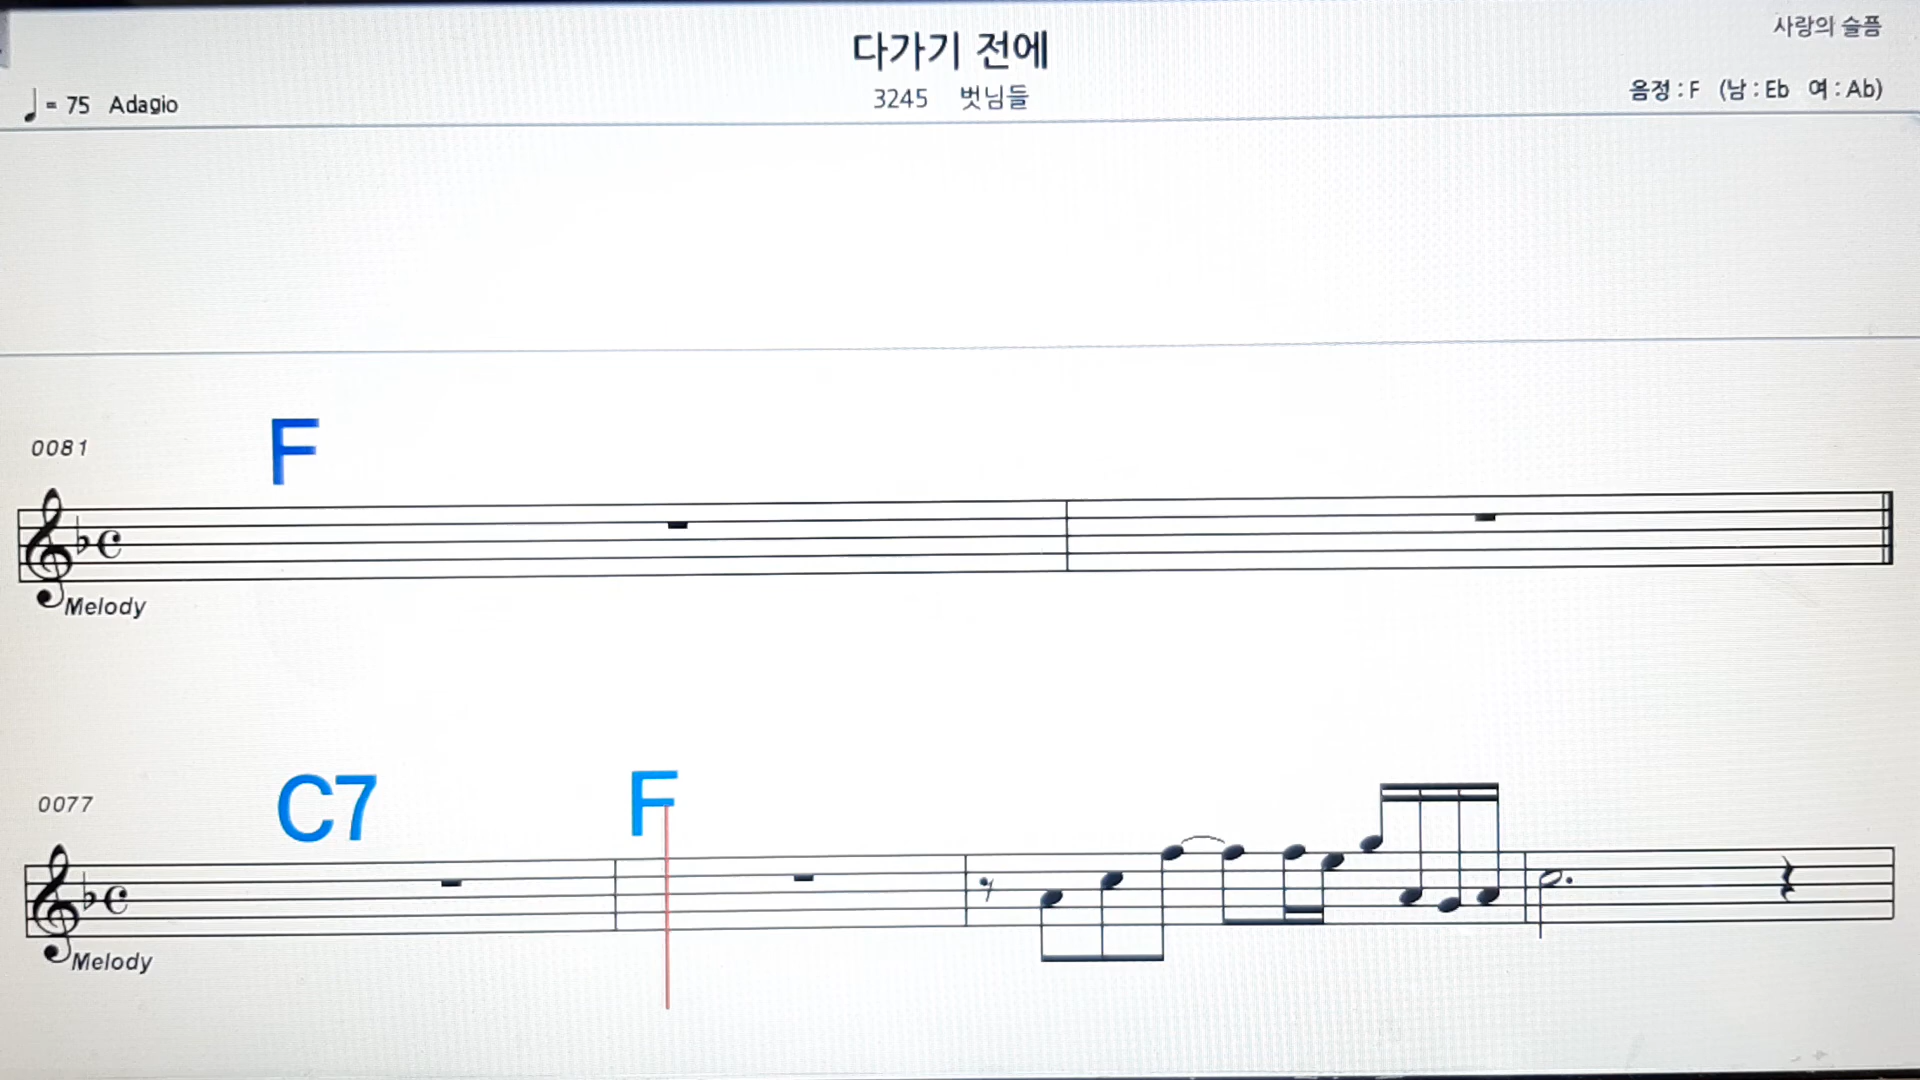 사랑의 슬픔
다가기 전에
♩ = 75 Adagio
3245 벗님들
음정 : F (남 : Eb 여 : Ab)
0081
F
Melody
0077
C7 F
Melody